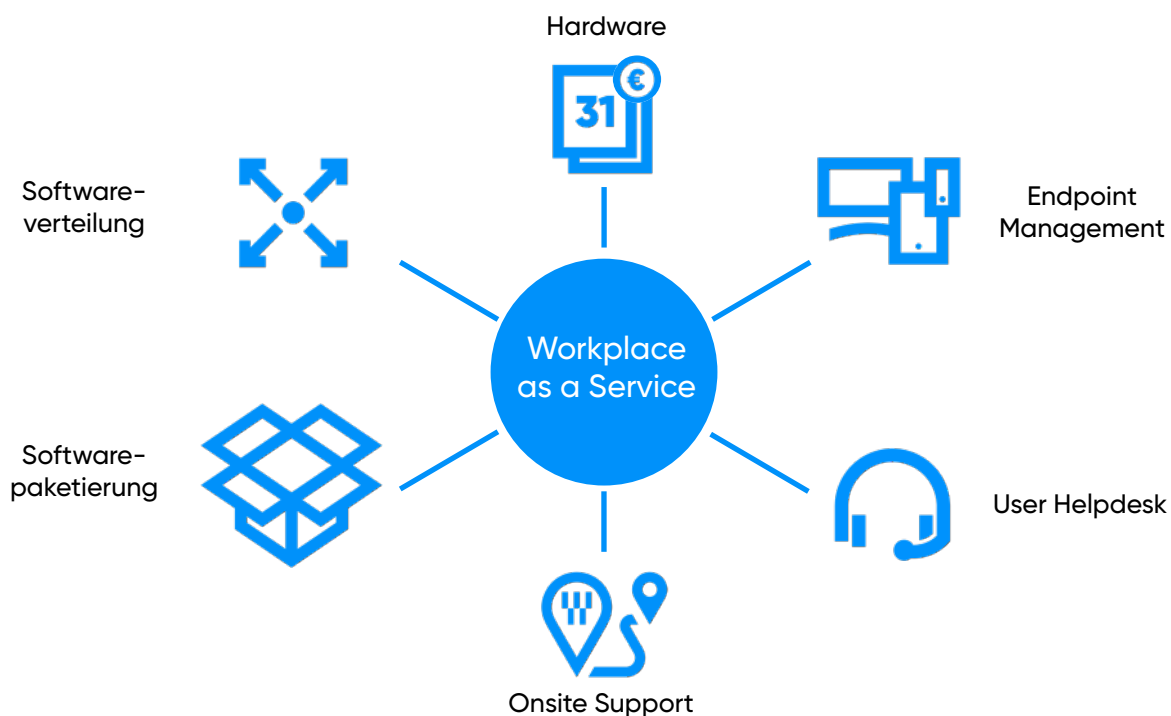 Hardware
€
31
Software-
verteilung
Endpoint
Management
Workplace
as a Service
Software-
paketierung
User Helpdesk
Onsite Support